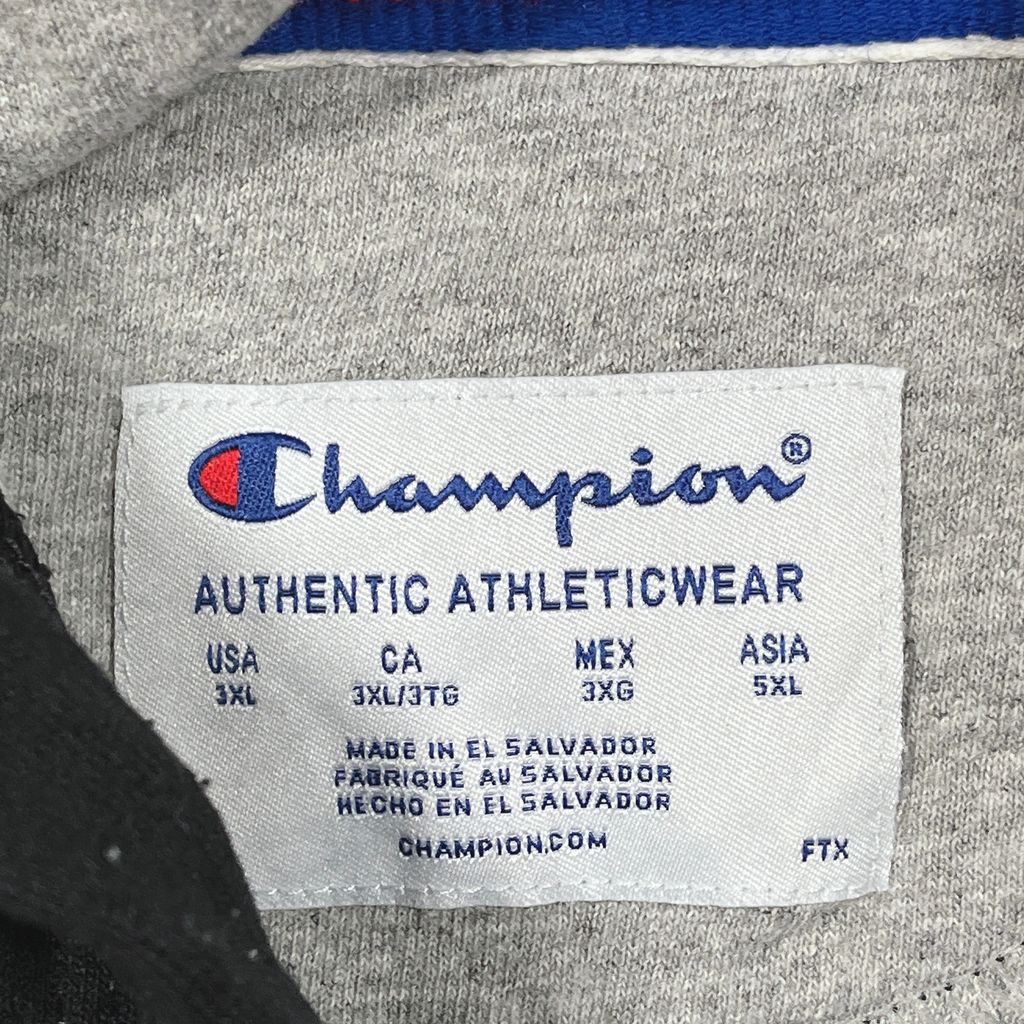 Champion®
AUTHENTIC ATHLETICWEAR
USA CA MEX ASIA
3XL 3XL/3TG 3XG 5XL
MADE IN EL SALVADOR
FABRIQUÉ AU SALVADOR
HECHO EN EL SALVADOR
CHAMPION.COM
FTX